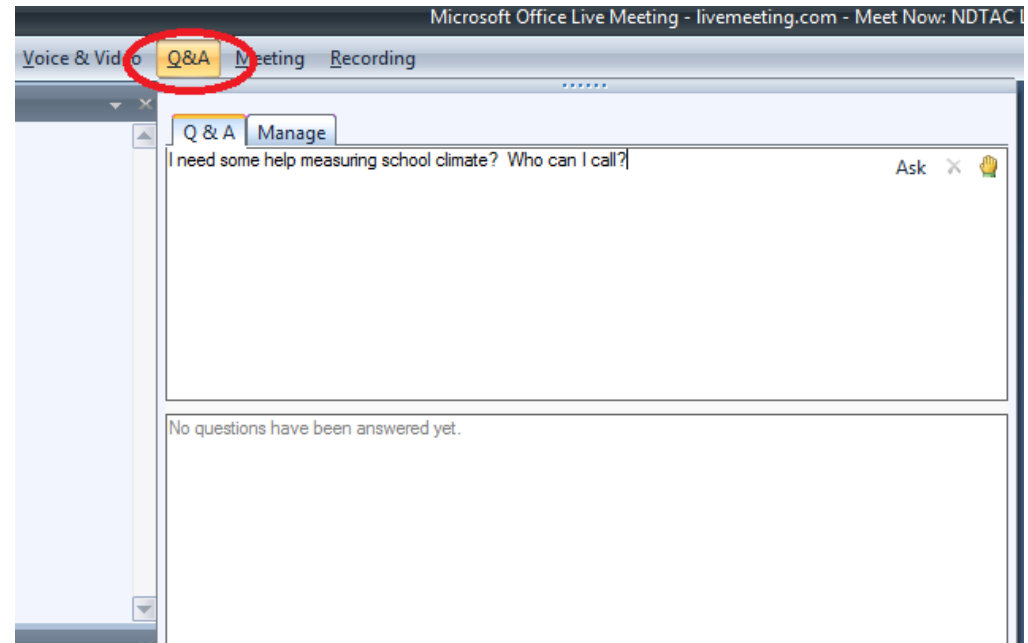 Microsoft Office Live Meeting - livemeeting.com - Meet Now: NDTAC L
Voice & Video Q&A Meeting Recording
Q & A Manage
I need some help measuring school climate?  Who can I call?
Ask
No questions have been answered yet.